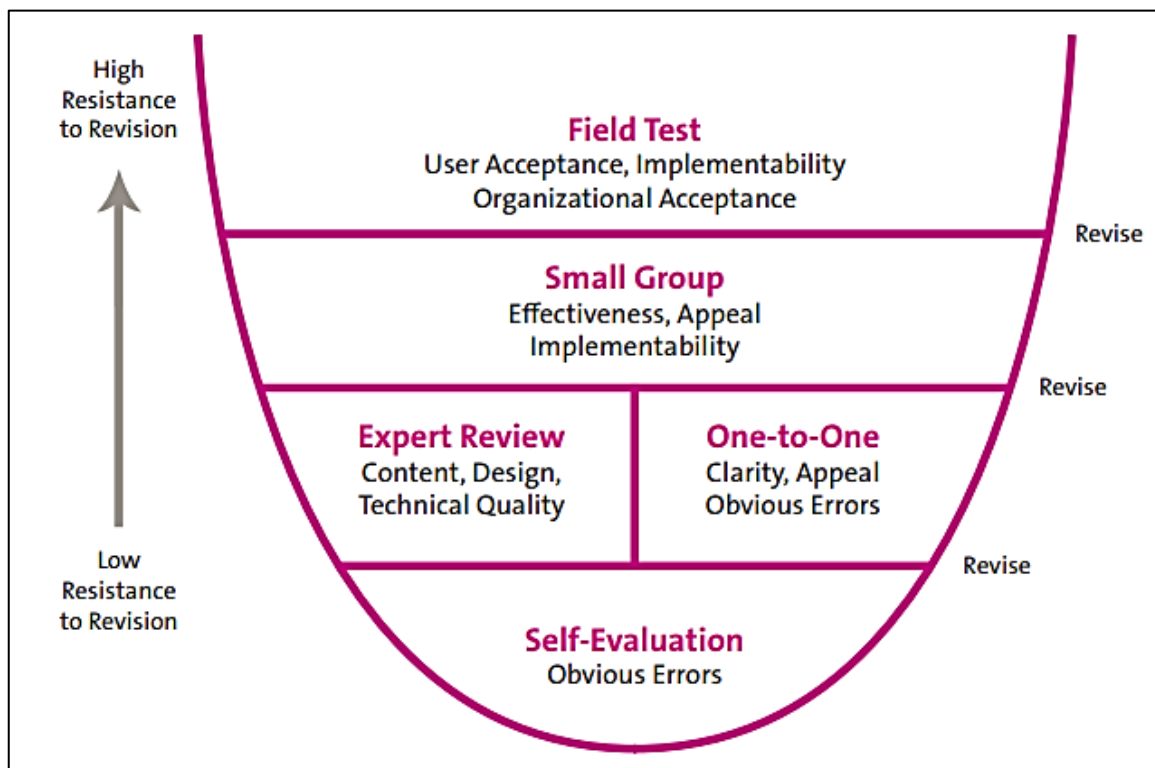 High
Resistance
to Revision
Field Test
User Acceptance, Implementability
Organizational Acceptance
Revise
Small Group
Effectiveness, Appeal
Implementability
Revise
Expert Review
Content, Design,
Technical Quality
One-to-One
Clarity, Appeal
Obvious Errors
Revise
Low
Resistance
to Revision
Self-Evaluation
Obvious Errors